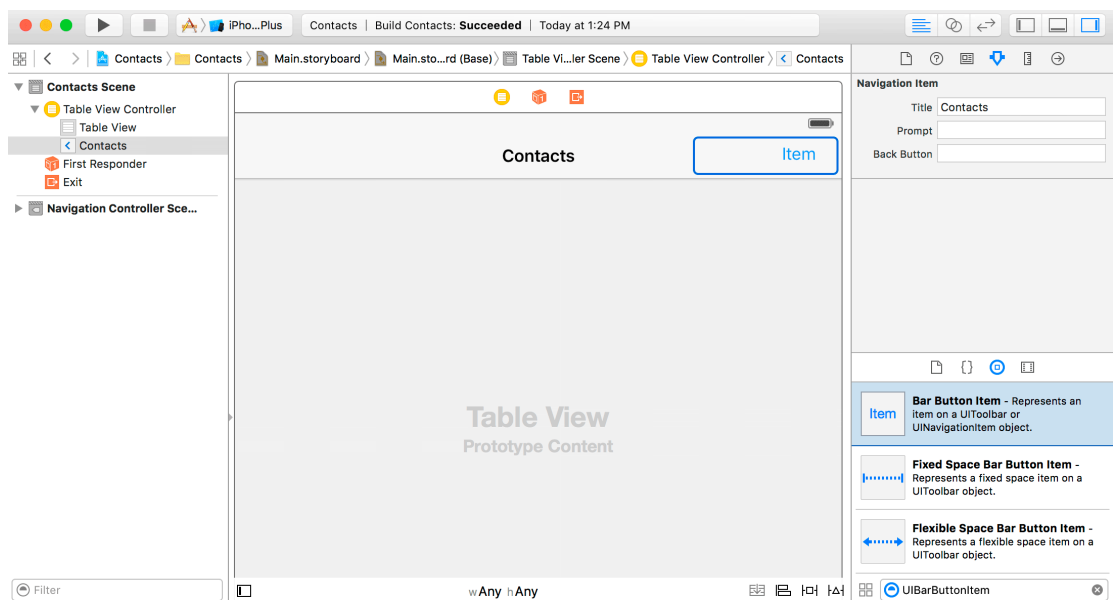 iPho...Plus
Contacts | Build Contacts: Succeeded | Today at 1:24 PM
Contacts
Contacts
Main.storyboard
Main.sto...rd (Base)
Table Vi...ler Scene
Table View Controller
Contacts
Contacts Scene
Table View Controller
Table View
Contacts
First Responder
Exit
Navigation Controller Sce...
Filter
Contacts
Item
Table View
Prototype Content
wAny hAny
Navigation Item
Title Contacts
Prompt
Back Button
Item
Bar Button Item - Represents an
item on a UIToolbar or
UINavigationItem object.
Fixed Space Bar Button Item -
Represents a fixed space item on a
UIToolbar object.
Flexible Space Bar Button Item -
Represents a flexible space item on a
UIToolbar object.
UIBarButtonItem